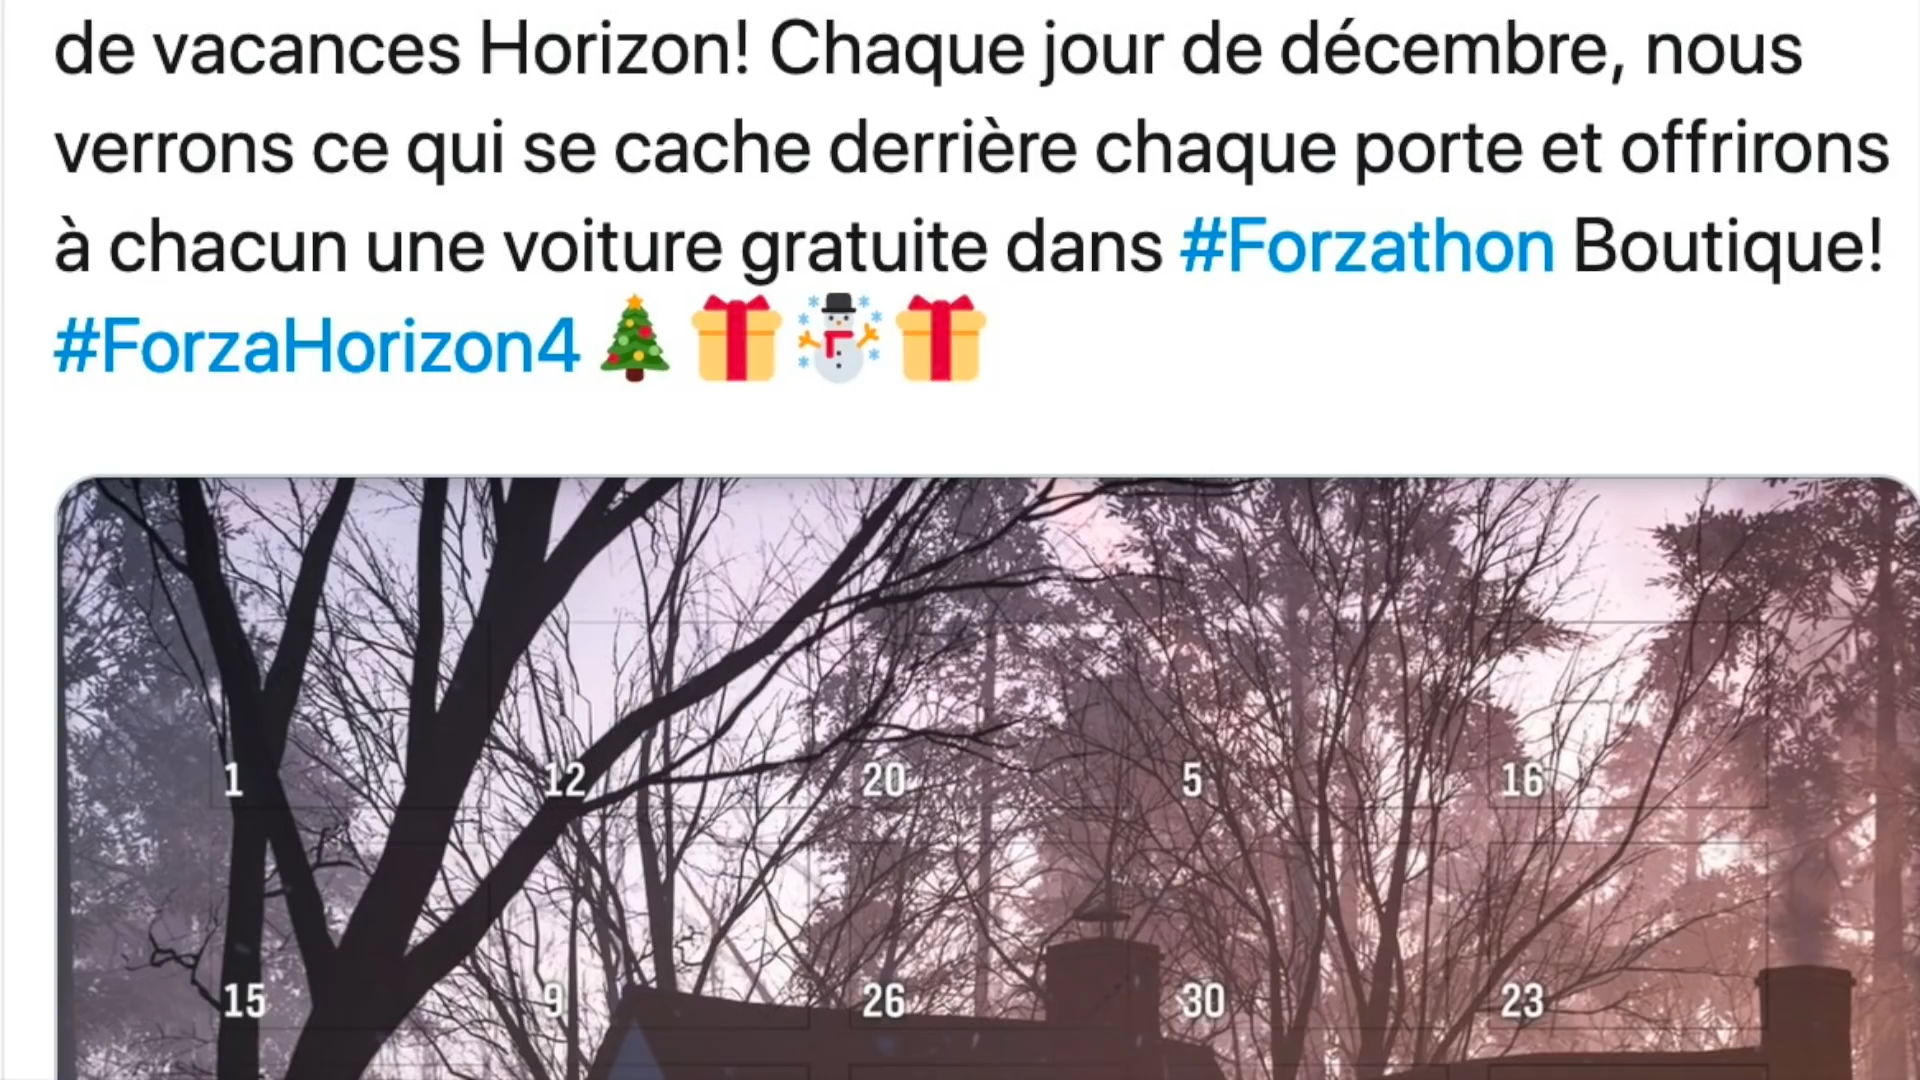 de vacances Horizon! Chaque jour de décembre, nous
verrons ce qui se cache derrière chaque porte et offrirons
à chacun une voiture gratuite dans #Forzathon Boutique!
#ForzaHorizon4🎄🎁☃️🎁
1 12 20 5 16
15 9 26 30 23